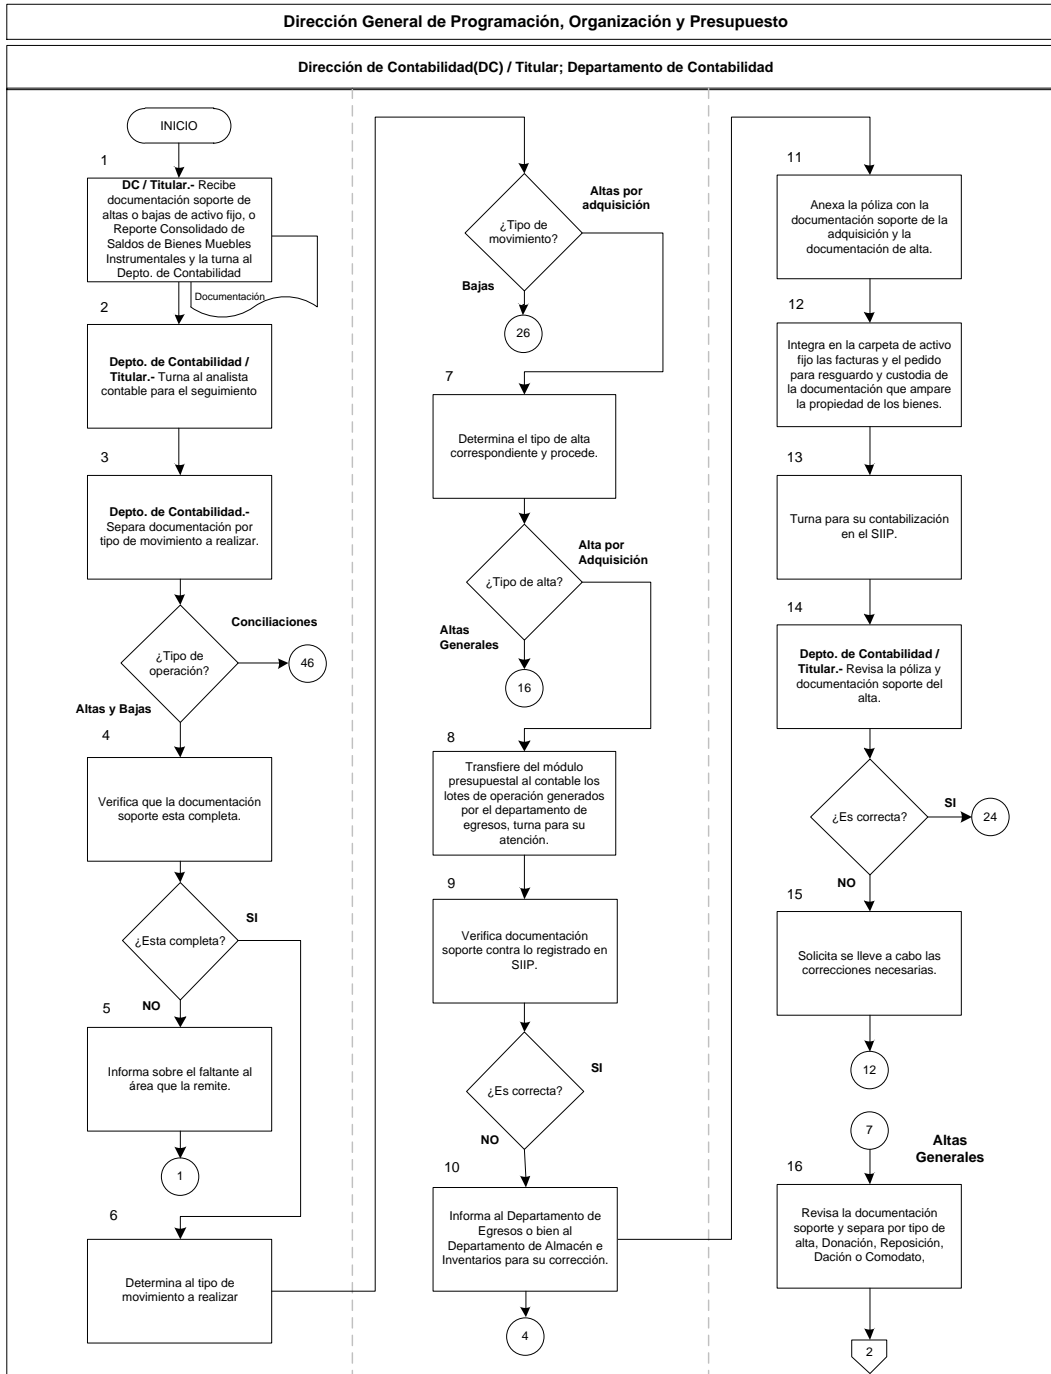 Dirección General de Programación, Organización y Presupuesto
Dirección de Contabilidad(DC) / Titular; Departamento de Contabilidad
INICIO
1
DC / Titular.- Recibe
documentación soporte de
altas o bajas de activo fijo, o
Reporte Consolidado de
Saldos de Bienes Muebles
Instrumentales y la turna al
Depto. de Contabilidad
Documentación
2
Depto. de Contabilidad /
Titular.- Turna al analista
contable para el seguimiento
3
Depto. de Contabilidad.-
Separa documentación por
tipo de movimiento a realizar.
¿Tipo de
operación?
Conciliaciones
46
Altas y Bajas
4
Verifica que la documentación
soporte esta completa.
¿Esta completa?
SI
NO
5
Informa sobre el faltante al
área que la remite.
1
6
Determina al tipo de
movimiento a realizar
¿Tipo de
movimiento?
Altas por
adquisición
Bajas
26
7
Determina el tipo de alta
correspondiente y procede.
¿Tipo de alta?
Alta por
Adquisición
Altas
Generales
16
8
Transfiere del módulo
presupuestal al contable los
lotes de operación generados
por el departamento de
egresos, turna para su
atención.
9
Verifica documentación
soporte contra lo registrado en
SIIP.
¿Es correcta?
SI
NO
10
Informa al Departamento de
Egresos o bien al
Departamento de Almacén e
Inventarios para su corrección.
4
11
Anexa la póliza con la
documentación soporte de la
adquisición y la
documentación de alta.
12
Integra en la carpeta de activo
fijo las facturas y el pedido
para resguardo y custodia de
la documentación que ampare
la propiedad de los bienes.
13
Turna para su contabilización
en el SIIP.
14
Depto. de Contabilidad /
Titular.- Revisa la póliza y
documentación soporte del
alta.
¿Es correcta?
SI
24
NO
15
Solicita se lleve a cabo las
correcciones necesarias.
12
7
Altas
Generales
16
Revisa la documentación
soporte y separa por tipo de
alta, Donación, Reposición,
Dación o Comodato,
2